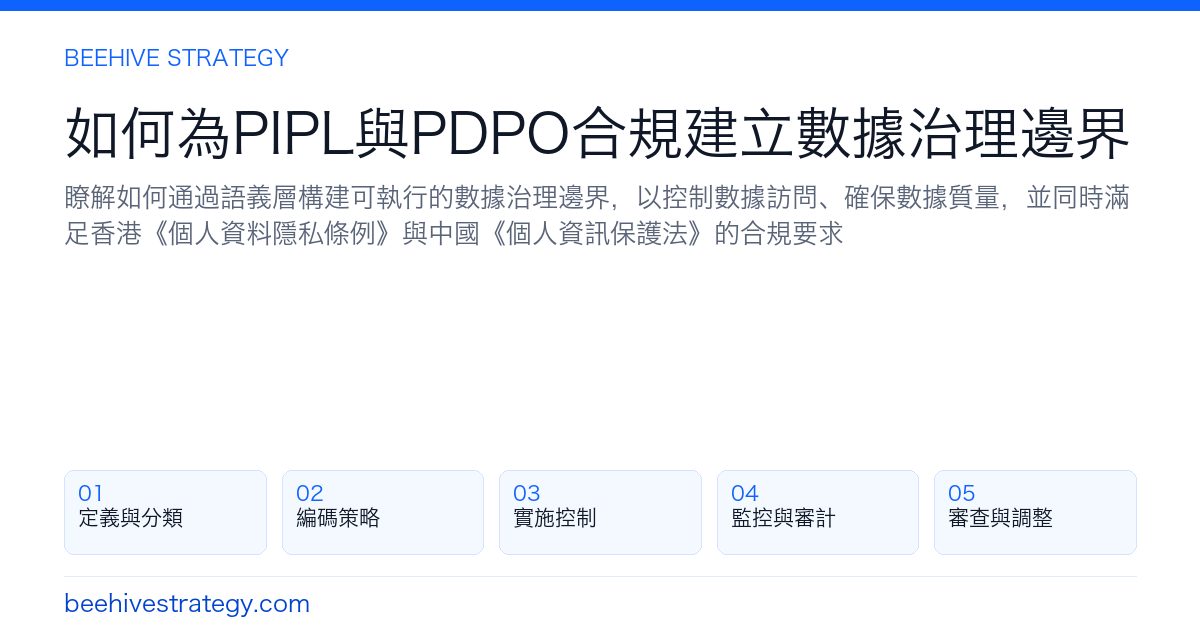 BEEHIVE STRATEGY
如何為PIPL與PDPO合規建立數據治理邊界
瞭解如何通過語義層構建可執行的數據治理邊界，以控制數據訪問、確保數據質量，並同時滿
足香港《個人資料隱私條例》與中國《個人資訊保護法》的合規要求
01
定義與分類
02
編碼策略
03
實施控制
04
監控與審計
05
審查與調整
beehivestrategy.com